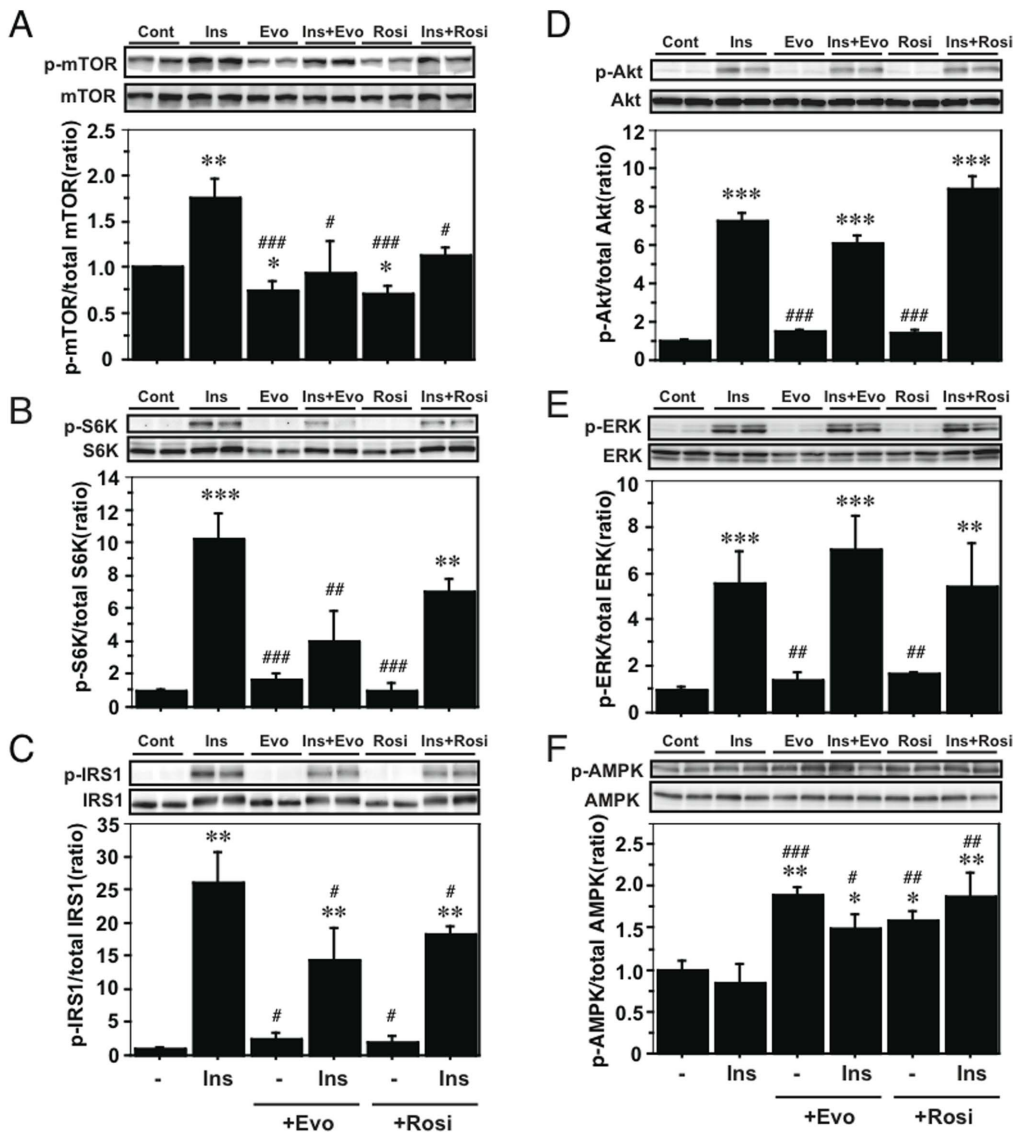 A
Cont Ins Evo Ins+Evo Rosi Ins+Rosi
p-mTOR
mTOR
p-mTOR/total mTOR(ratio)
2.5
2.0
1.5
1.0
0.5
0
**
###
*
#
###
*
#
B
Cont Ins Evo Ins+Evo Rosi Ins+Rosi
p-S6K
S6K
p-S6K/total S6K(ratio)
14
12
10
8
6
4
2
0
***
###
##
###
**
C
Cont Ins Evo Ins+Evo Rosi Ins+Rosi
p-IRS1
IRS1
p-IRS1/total IRS1(ratio)
35
30
25
20
15
10
5
0
**
#
#
**
#
#
**
- Ins - Ins - Ins
+Evo +Rosi
D
Cont Ins Evo Ins+Evo Rosi Ins+Rosi
p-Akt
Akt
p-Akt/total Akt(ratio)
12
10
8
6
4
2
0
***
###
***
###
***
E
Cont Ins Evo Ins+Evo Rosi Ins+Rosi
p-ERK
ERK
p-ERK/total ERK(ratio)
10
8
6
4
2
0
***
##
***
##
**
F
Cont Ins Evo Ins+Evo Rosi Ins+Rosi
p-AMPK
AMPK
p-AMPK/total AMPK(ratio)
2.5
2.0
1.5
1.0
0.5
0
###
**
#
*
##
*
##
**
- Ins - Ins - Ins
+Evo +Rosi